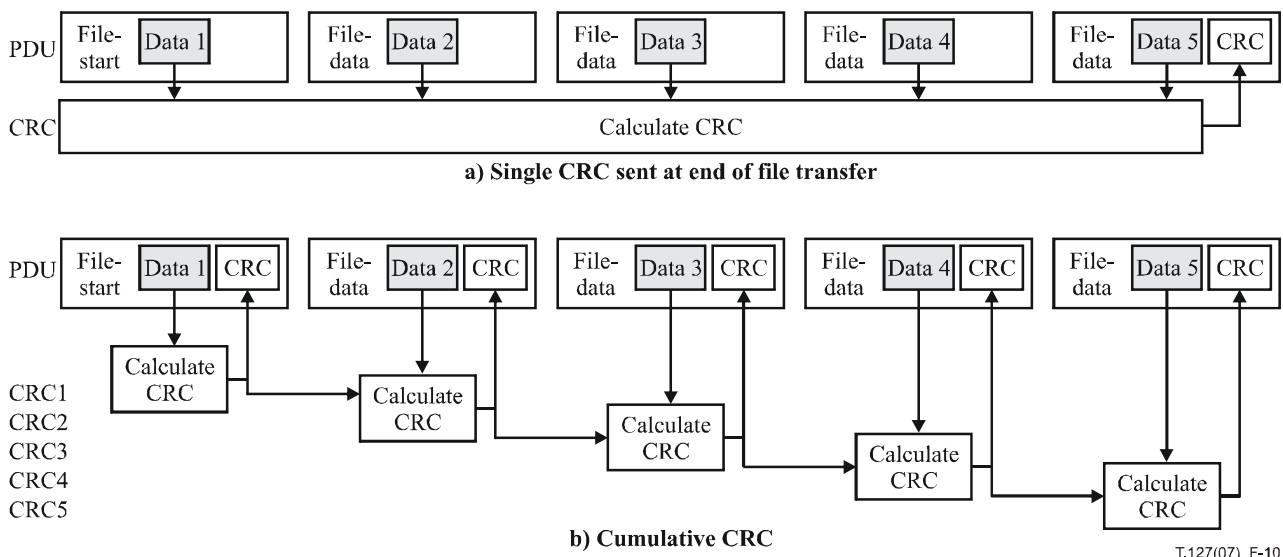 PDU
File-
start
Data 1
File-
data
Data 2
File-
data
Data 3
File-
data
Data 4
File-
data
Data 5
CRC
CRC
Calculate CRC
a) Single CRC sent at end of file transfer
PDU
File-
start
Data 1
CRC
File-
data
Data 2
CRC
File-
data
Data 3
CRC
File-
data
Data 4
CRC
File-
data
Data 5
CRC
Calculate
CRC
Calculate
CRC
Calculate
CRC
Calculate
CRC
Calculate
CRC
CRC1
CRC2
CRC3
CRC4
CRC5
b) Cumulative CRC
T.127(07)_F-10